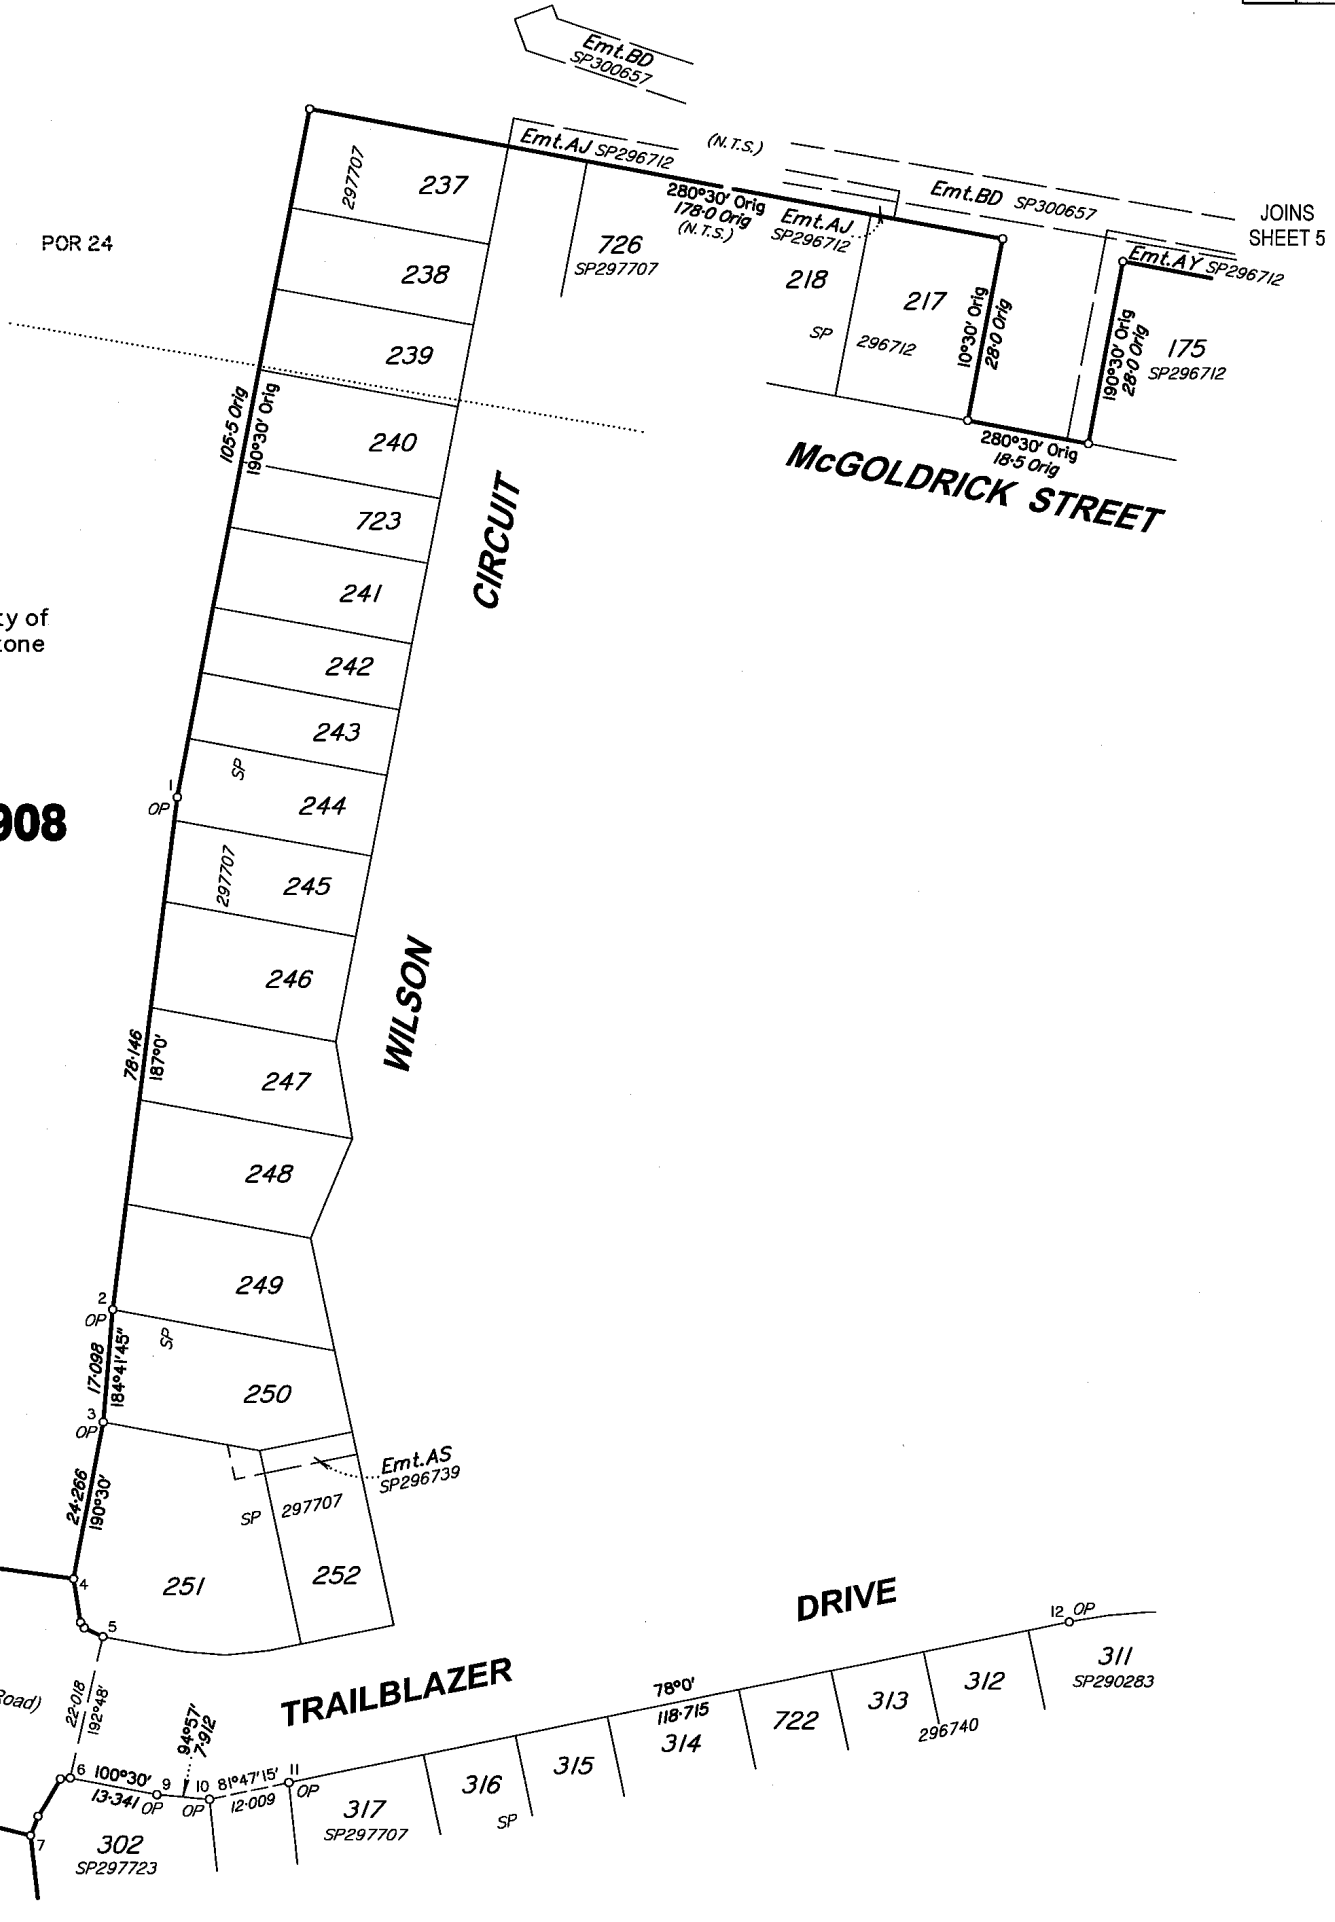 Emt.BD
SP300657
Emt.AJ SP296712
(N.T.S.)
280°30' Orig
178·0 Orig
(N.T.S.)
Emt.AJ
SP296712
Emt.BD SP300657
JOINS
SHEET 5
Emt.AY SP296712
297707
237
POR 24
726
SP297707
238
218
217
SP
296712
10°30' Orig
28·0 Orig
190°30' Orig
28·0 Orig
175
SP296712
239
105·5 Orig
190°30' Orig
240
280°30' Orig
18·5 Orig
McGOLDRICK STREET
723
CIRCUIT
241
ty of
tone
242
243
SP
1
OP
244
908
297707
245
246
WILSON
78·146
187°0'
247
248
249
2
OP
SP
17·098
184°41'45"
250
3
OP
Emt.AS
SP296739
24·266
190°30'
SP 297707
251
252
4
5
DRIVE
12 OP
311
SP290283
TRAILBLAZER
78°0'
118·715
312
313
296740
722
314
315
316
SP
317
SP297707
Road)
22·018
192°48'
94°57'
7·912
6
100°30'
13·341
9
OP
10
OP
81°47'15"
12·009
11
OP
7
302
SP297723